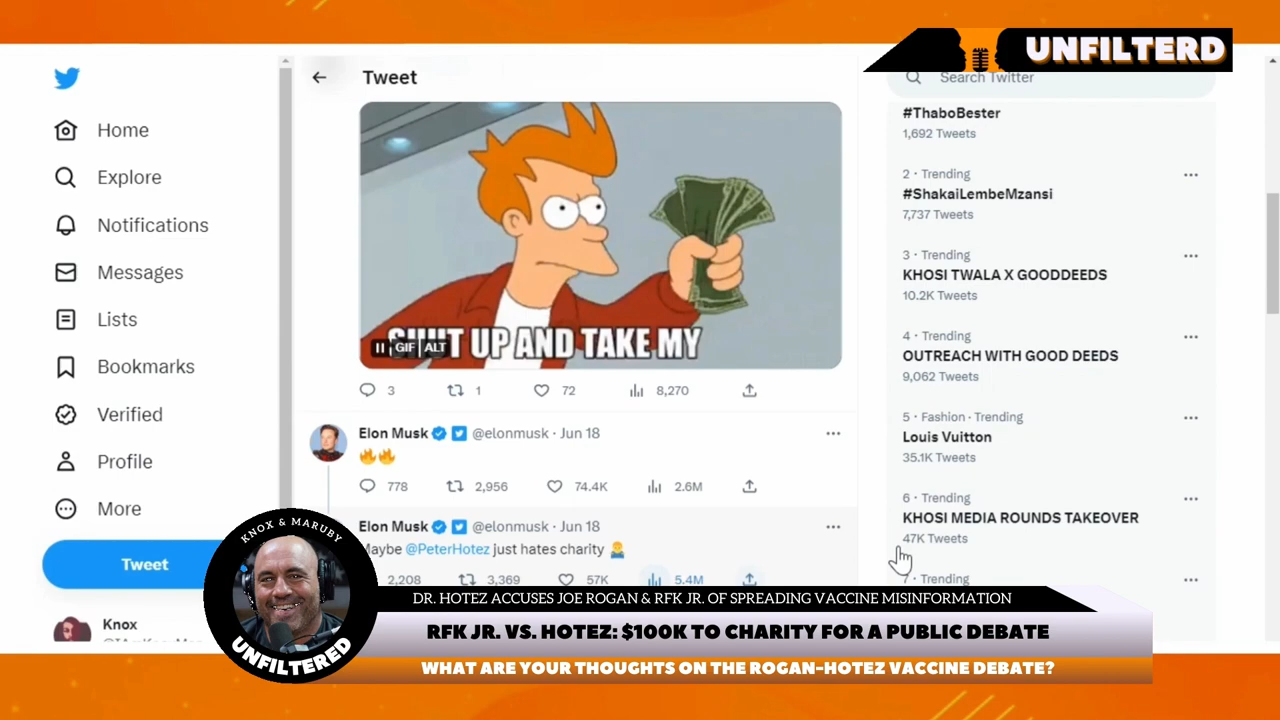 UNFILTERD
Home
Explore
Notifications
Messages
Lists
Bookmarks
Verified
Profile
More
Tweet
Knox
Tweet
SHUT UP AND TAKE MY
GIF ALT
3 1 72 8,270
Elon Musk @elonmusk · Jun 18
🔥🔥
778 2,956 74.4K 2.6M
Elon Musk @elonmusk · Jun 18
Maybe @PeterHotez just hates charity 🤷‍♂️
2,208 3,369 57K 5.4M
Search Twitter
#ThaboBester
1,692 Tweets
2 · Trending
#ShakaiLembeMzansi
7,737 Tweets
3 · Trending
KHOSI TWALA X GOODDEEDS
10.2K Tweets
4 · Trending
OUTREACH WITH GOOD DEEDS
9,062 Tweets
5 · Fashion · Trending
Louis Vuitton
35.1K Tweets
6 · Trending
KHOSI MEDIA ROUNDS TAKEOVER
47K Tweets
7 · Trending
KNOX & MARUBY
UNFILTERED
DR. HOTEZ ACCUSES JOE ROGAN & RFK JR. OF SPREADING VACCINE MISINFORMATION
RFK JR. VS. HOTEZ: $100K TO CHARITY FOR A PUBLIC DEBATE
WHAT ARE YOUR THOUGHTS ON THE ROGAN-HOTEZ VACCINE DEBATE?